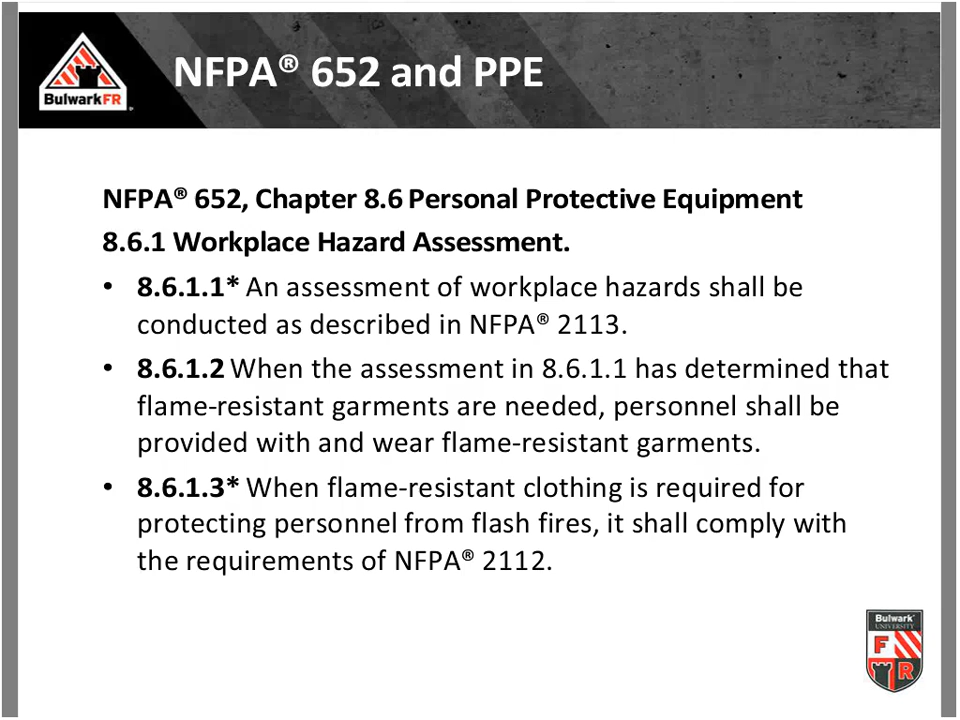 NFPA® 652 and PPE
BulwarkFR
NFPA® 652, Chapter 8.6 Personal Protective Equipment
8.6.1 Workplace Hazard Assessment.
• 8.6.1.1* An assessment of workplace hazards shall be
conducted as described in NFPA® 2113.
• 8.6.1.2 When the assessment in 8.6.1.1 has determined that
flame-resistant garments are needed, personnel shall be
provided with and wear flame-resistant garments.
• 8.6.1.3* When flame-resistant clothing is required for
protecting personnel from flash fires, it shall comply with
the requirements of NFPA® 2112.
Bulwark
UNIVERSITY
F
R